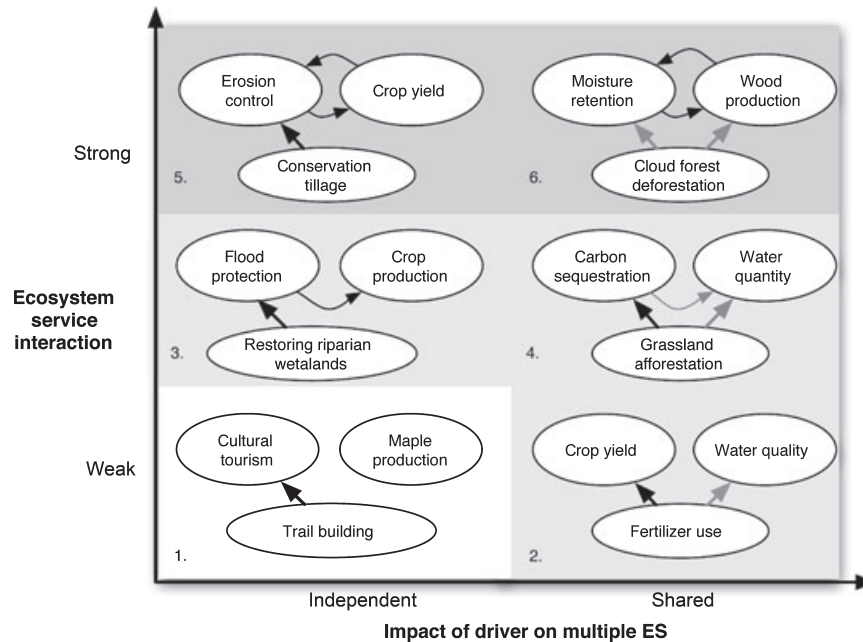 Erosion
control
Crop yield
Conservation
tillage
5.
Moisture
retention
Wood
production
Cloud forest
deforestation
6.
Strong
Flood
protection
Crop
production
Restoring riparian
wetalands
3.
Carbon
sequestration
Water
quantity
Grassland
afforestation
4.
Ecosystem
service
interaction
Cultural
tourism
Maple
production
Trail building
1.
Crop yield
Water quality
Fertilizer use
2.
Weak
Independent
Shared
Impact of driver on multiple ES